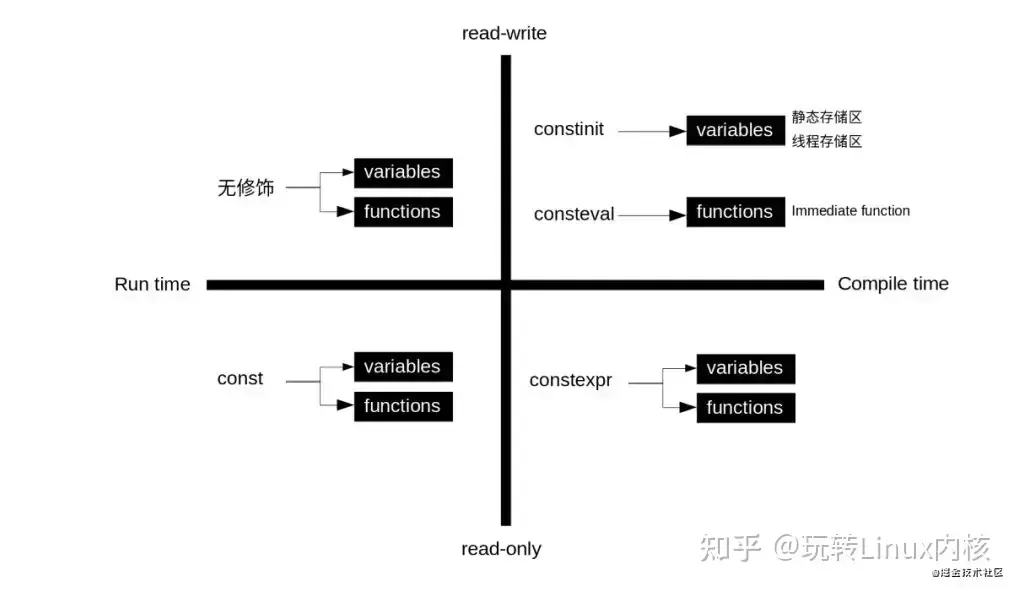 read-write
constinit
variables
静态存储区
线程存储区
无修饰
variables
functions
consteval
functions
Immediate function
Run time
Compile time
const
variables
functions
constexpr
variables
functions
read-only
知乎 @玩转Linux内核
@掘金技术社区